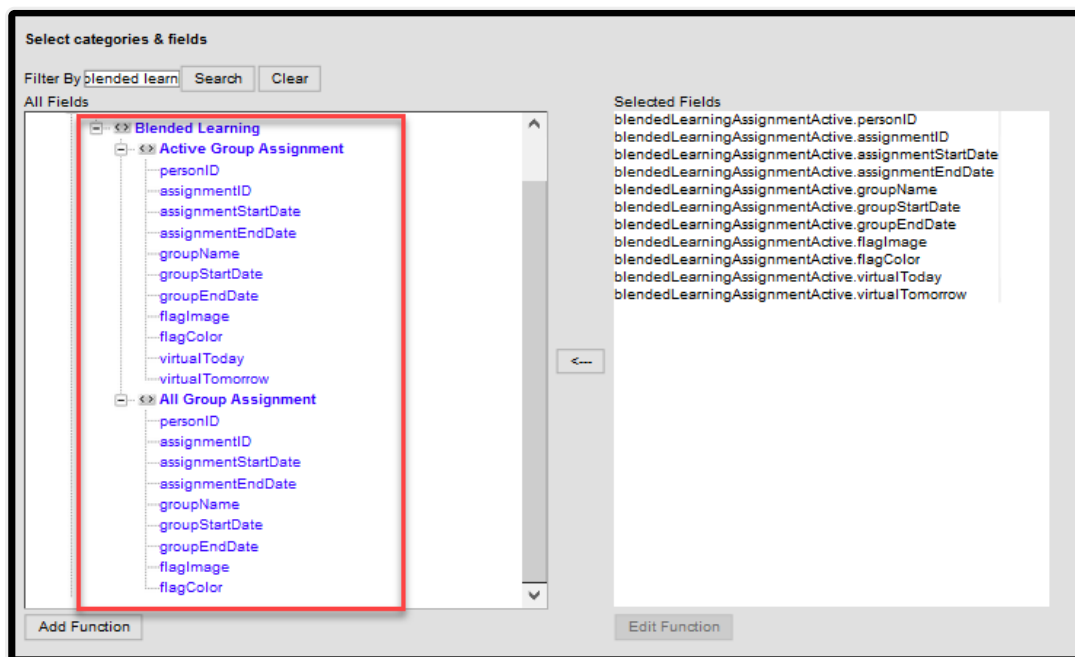 Select categories & fields
Filter By blended learn Search Clear
All Fields
Blended Learning
Active Group Assignment
personID
assignmentID
assignmentStartDate
assignmentEndDate
groupName
groupStartDate
groupEndDate
flagImage
flagColor
virtualToday
virtualTomorrow
All Group Assignment
personID
assignmentID
assignmentStartDate
assignmentEndDate
groupName
groupStartDate
groupEndDate
flagImage
flagColor
Add Function
<---
Selected Fields
blendedLearningAssignmentActive.personID
blendedLearningAssignmentActive.assignmentID
blendedLearningAssignmentActive.assignmentStartDate
blendedLearningAssignmentActive.assignmentEndDate
blendedLearningAssignmentActive.groupName
blendedLearningAssignmentActive.groupStartDate
blendedLearningAssignmentActive.groupEndDate
blendedLearningAssignmentActive.flagImage
blendedLearningAssignmentActive.flagColor
blendedLearningAssignmentActive.virtualToday
blendedLearningAssignmentActive.virtualTomorrow
Edit Function